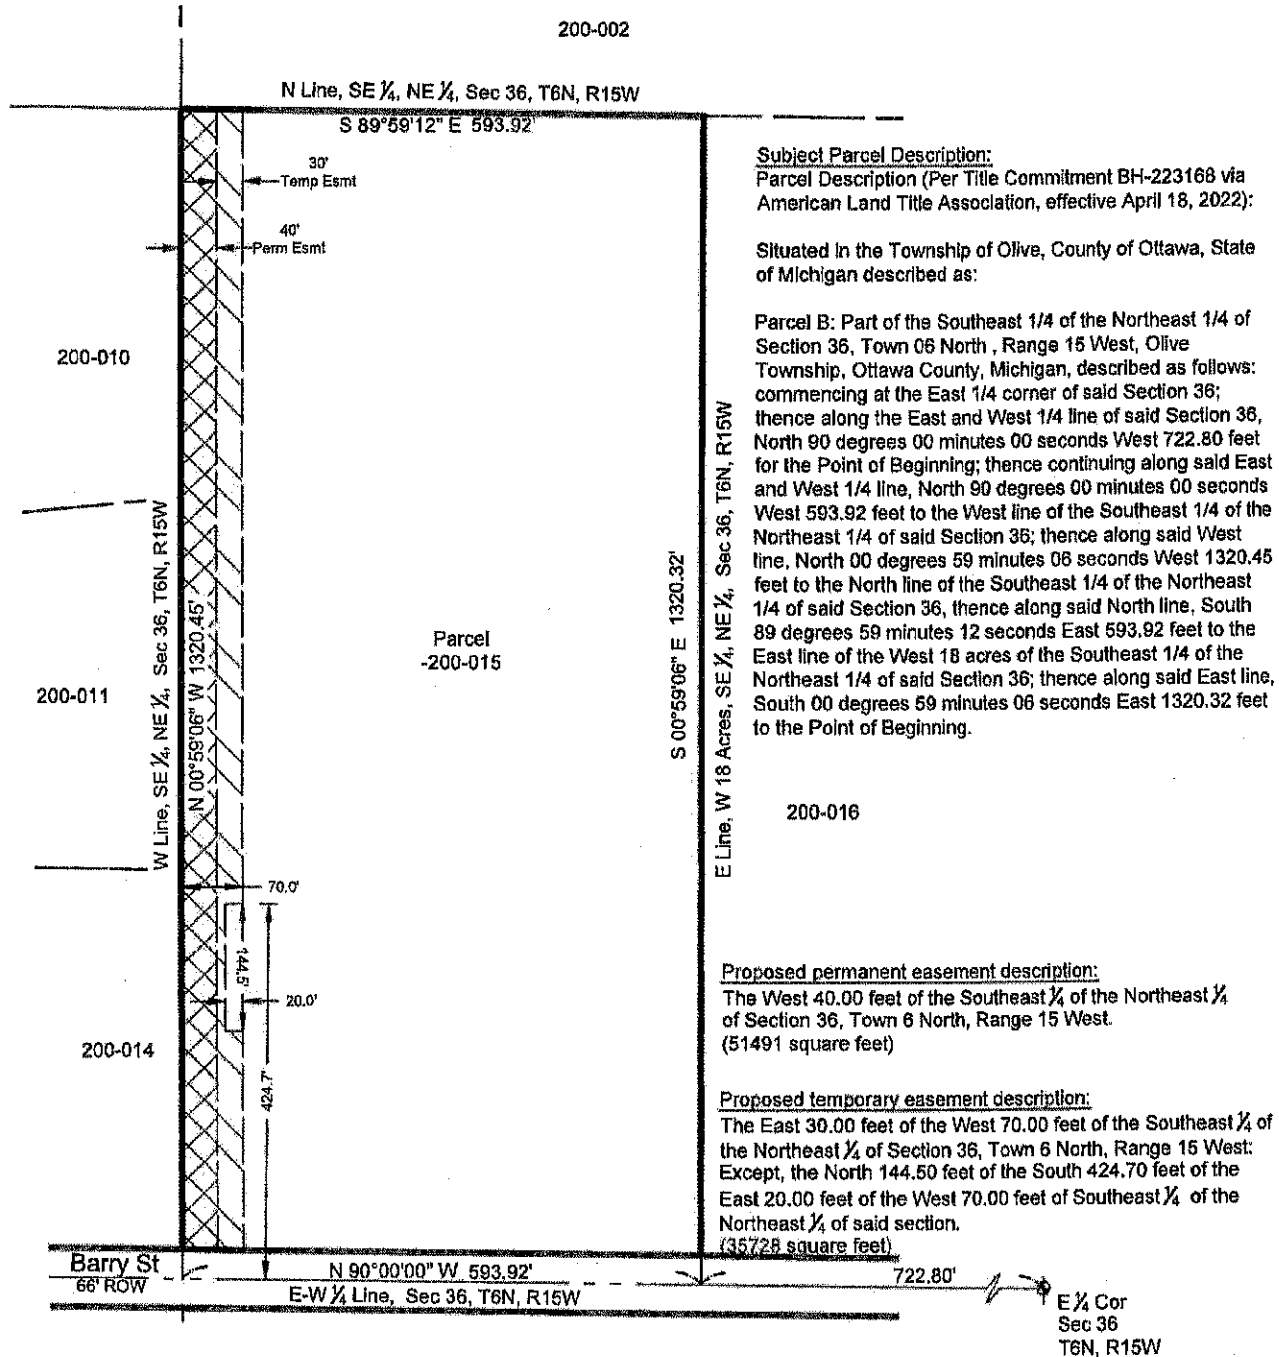 200-002
N Line, SE ¼, NE ¼, Sec 36, T6N, R15W
S 89°59'12" E 593.92'
30'
Temp Esmt
40'
Perm Esmt
Subject Parcel Description:
Parcel Description (Per Title Commitment BH-223168 via
American Land Title Association, effective April 18, 2022):
Situated in the Township of Olive, County of Ottawa, State
of Michigan described as:
Parcel B: Part of the Southeast 1/4 of the Northeast 1/4 of
Section 36, Town 06 North , Range 15 West, Olive
Township, Ottawa County, Michigan, described as follows:
commencing at the East 1/4 corner of said Section 36;
thence along the East and West 1/4 line of said Section 36,
North 90 degrees 00 minutes 00 seconds West 722.80 feet
for the Point of Beginning; thence continuing along said East
and West 1/4 line, North 90 degrees 00 minutes 00 seconds
West 593.92 feet to the West line of the Southeast 1/4 of the
Northeast 1/4 of said Section 36; thence along said West
line, North 00 degrees 59 minutes 06 seconds West 1320.45
feet to the North line of the Southeast 1/4 of the Northeast
1/4 of said Section 36, thence along said North line, South
89 degrees 59 minutes 12 seconds East 593.92 feet to the
East line of the West 18 acres of the Southeast 1/4 of the
Northeast 1/4 of said Section 36; thence along said East line,
South 00 degrees 59 minutes 06 seconds East 1320.32 feet
to the Point of Beginning.
200-010
200-011
200-014
W Line, SE ¼, NE ¼, Sec 36, T6N, R15W
N 00°59'06" W 1320.45'
Parcel
-200-015
S 00°59'06" E 1320.32'
E Line, W 18 Acres, SE ¼, NE ¼, Sec 36, T6N, R15W
200-016
70.0'
144.5'
20.0'
424.7'
Proposed permanent easement description:
The West 40.00 feet of the Southeast ¼ of the Northeast ¼
of Section 36, Town 6 North, Range 15 West.
(51491 square feet)
Proposed temporary easement description:
The East 30.00 feet of the West 70.00 feet of the Southeast ¼ of
the Northeast ¼ of Section 36, Town 6 North, Range 15 West:
Except, the North 144.50 feet of the South 424.70 feet of the
East 20.00 feet of the West 70.00 feet of Southeast ¼ of the
Northeast ¼ of said section.
(35728 square feet)
Barry St
66' ROW
N 90°00'00" W 593.92'
E-W ¼ Line, Sec 36, T6N, R15W
722.80'
E ¼ Cor
Sec 36
T6N, R15W